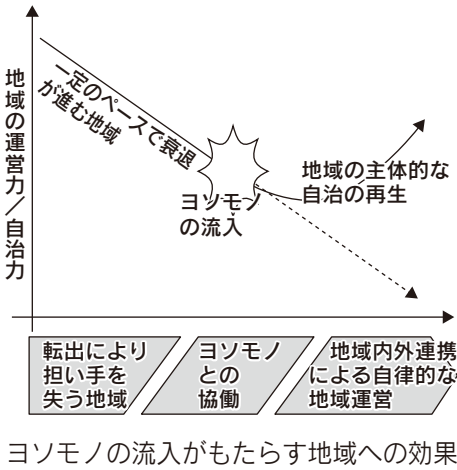 地域の運営力／自治力
一定のペースで衰退
が進む地域
ヨソモノ
の流入
地域の主体的な
自治の再生
転出により
担い手を
失う地域
ヨソモノ
との
協働
地域内外連携
による自律的な
地域運営
ヨソモノの流入がもたらす地域への効果